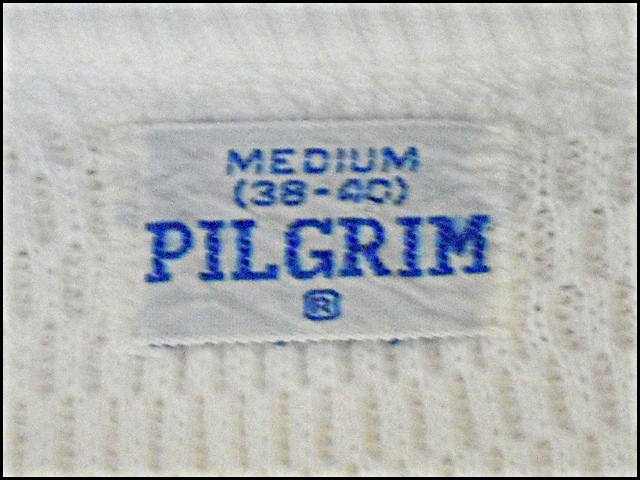 MEDIUM
(38-40)
PILGRIM
®